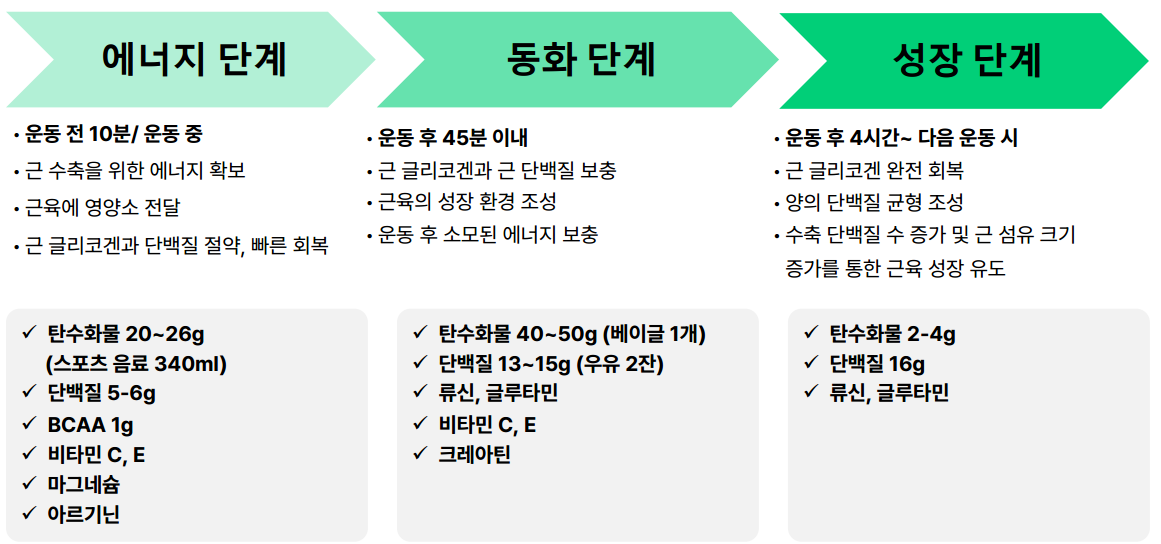 에너지 단계
• 운동 전 10분/ 운동 중
• 근 수축을 위한 에너지 확보
• 근육에 영양소 전달
• 근 글리코겐과 단백질 절약, 빠른 회복
✓ 탄수화물 20~26g
(스포츠 음료 340ml)
✓ 단백질 5-6g
✓ BCAA 1g
✓ 비타민 C, E
✓ 마그네슘
✓ 아르기닌
동화 단계
• 운동 후 45분 이내
• 근 글리코겐과 근 단백질 보충
• 근육의 성장 환경 조성
• 운동 후 소모된 에너지 보충
✓ 탄수화물 40~50g (베이글 1개)
✓ 단백질 13~15g (우유 2잔)
✓ 류신, 글루타민
✓ 비타민 C, E
✓ 크레아틴
성장 단계
• 운동 후 4시간~ 다음 운동 시
• 근 글리코겐 완전 회복
• 양의 단백질 균형 조성
• 수축 단백질 수 증가 및 근 섬유 크기
증가를 통한 근육 성장 유도
✓ 탄수화물 2-4g
✓ 단백질 16g
✓ 류신, 글루타민